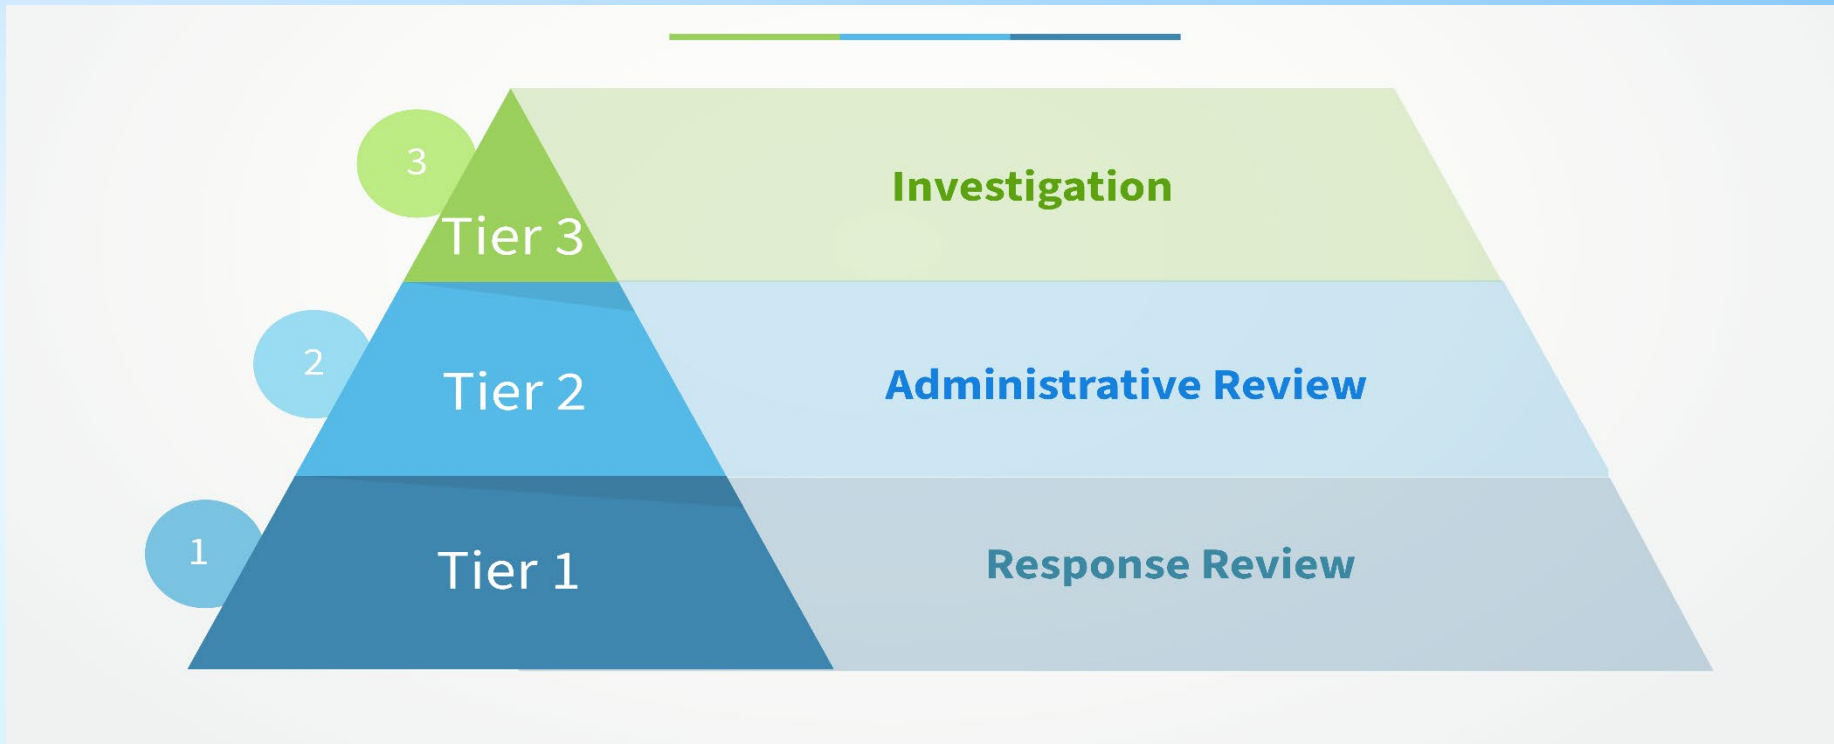 3
Tier 3
Investigation
2
Tier 2
Administrative Review
1
Tier 1
Response Review